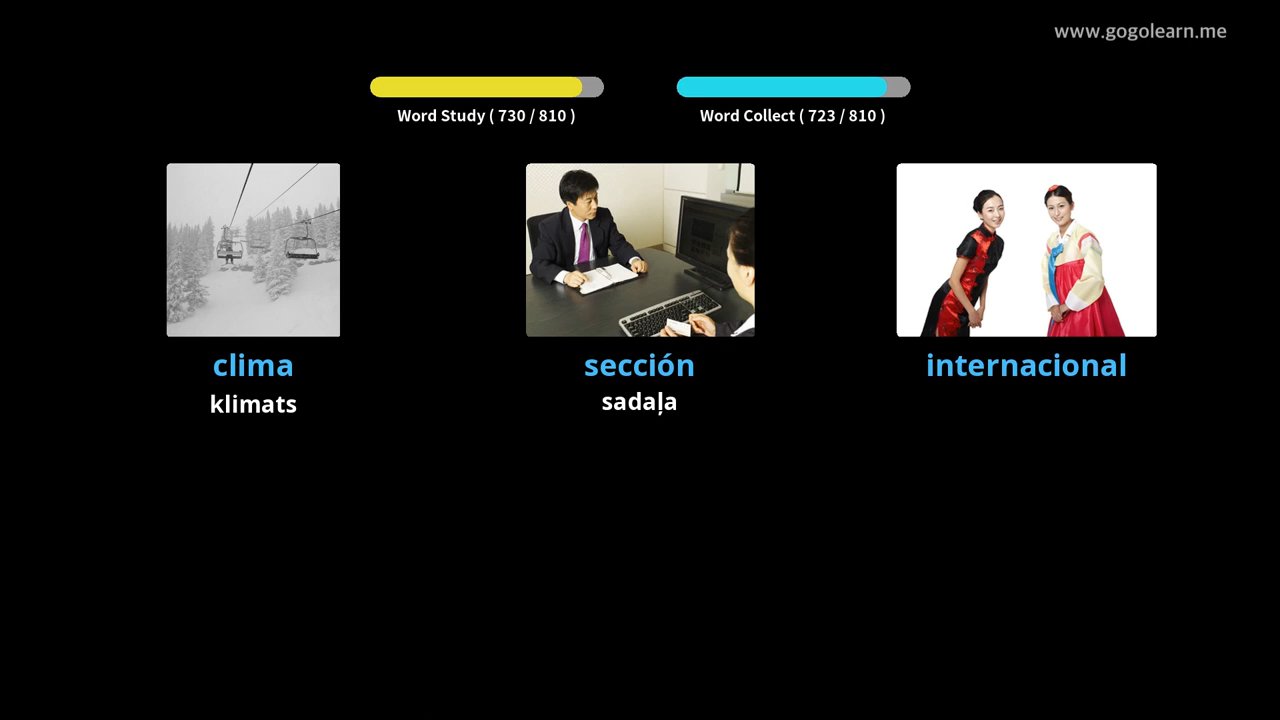 www.gogolearn.me
Word Study ( 730 / 810 )
Word Collect ( 723 / 810 )
clima
klimats
sección
sadaļa
internacional